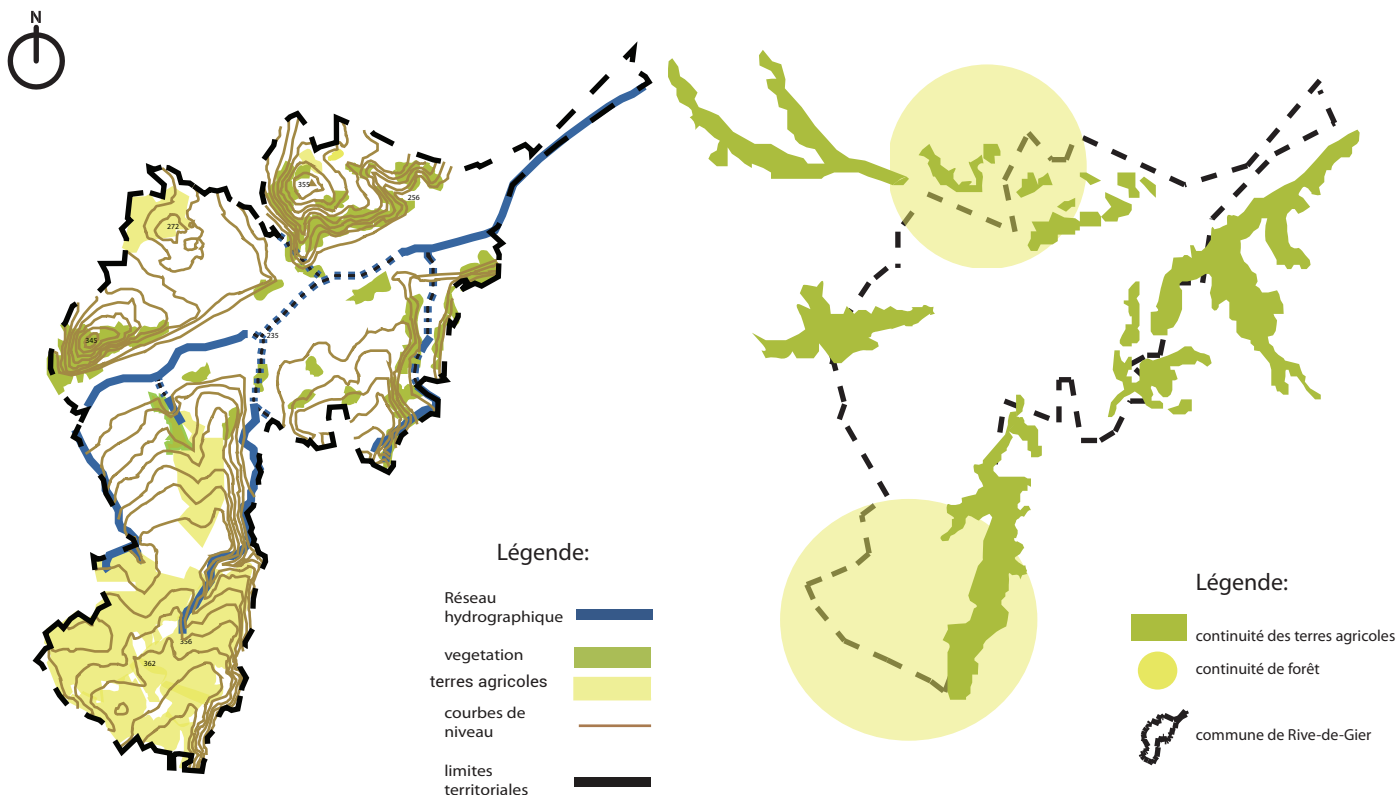 N
355
256
272
345
235
356
362
Légende:
Réseau
hydrographique
vegetation
terres agricoles
courbes de
niveau
limites
territoriales
Légende:
continuité des terres agricoles
continuité de forêt
commune de Rive-de-Gier